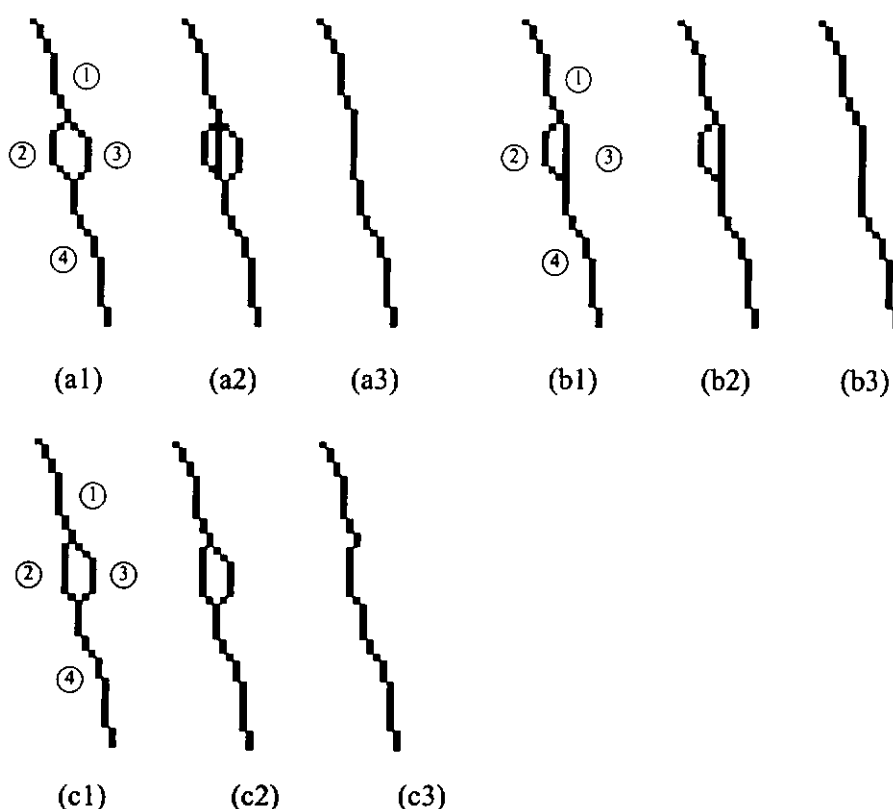 ① ①
② ③ ② ③
④ ④
(a1) (a2) (a3) (b1) (b2) (b3)
①
② ③
④
(c1) (c2) (c3)